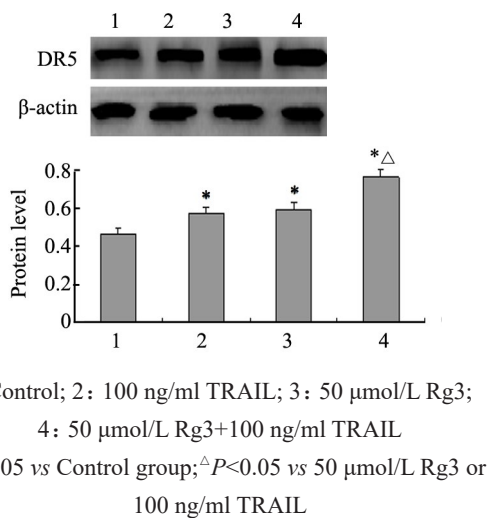 1 2 3 4
DR5
β-actin
Protein level
0.8
0.6
0.4
0.2
0
*
*
*△
1 2 3 4
ontrol; 2: 100 ng/ml TRAIL; 3: 50 μmol/L Rg3;
4: 50 μmol/L Rg3+100 ng/ml TRAIL
05 vs Control group;△P<0.05 vs 50 μmol/L Rg3 or
100 ng/ml TRAIL